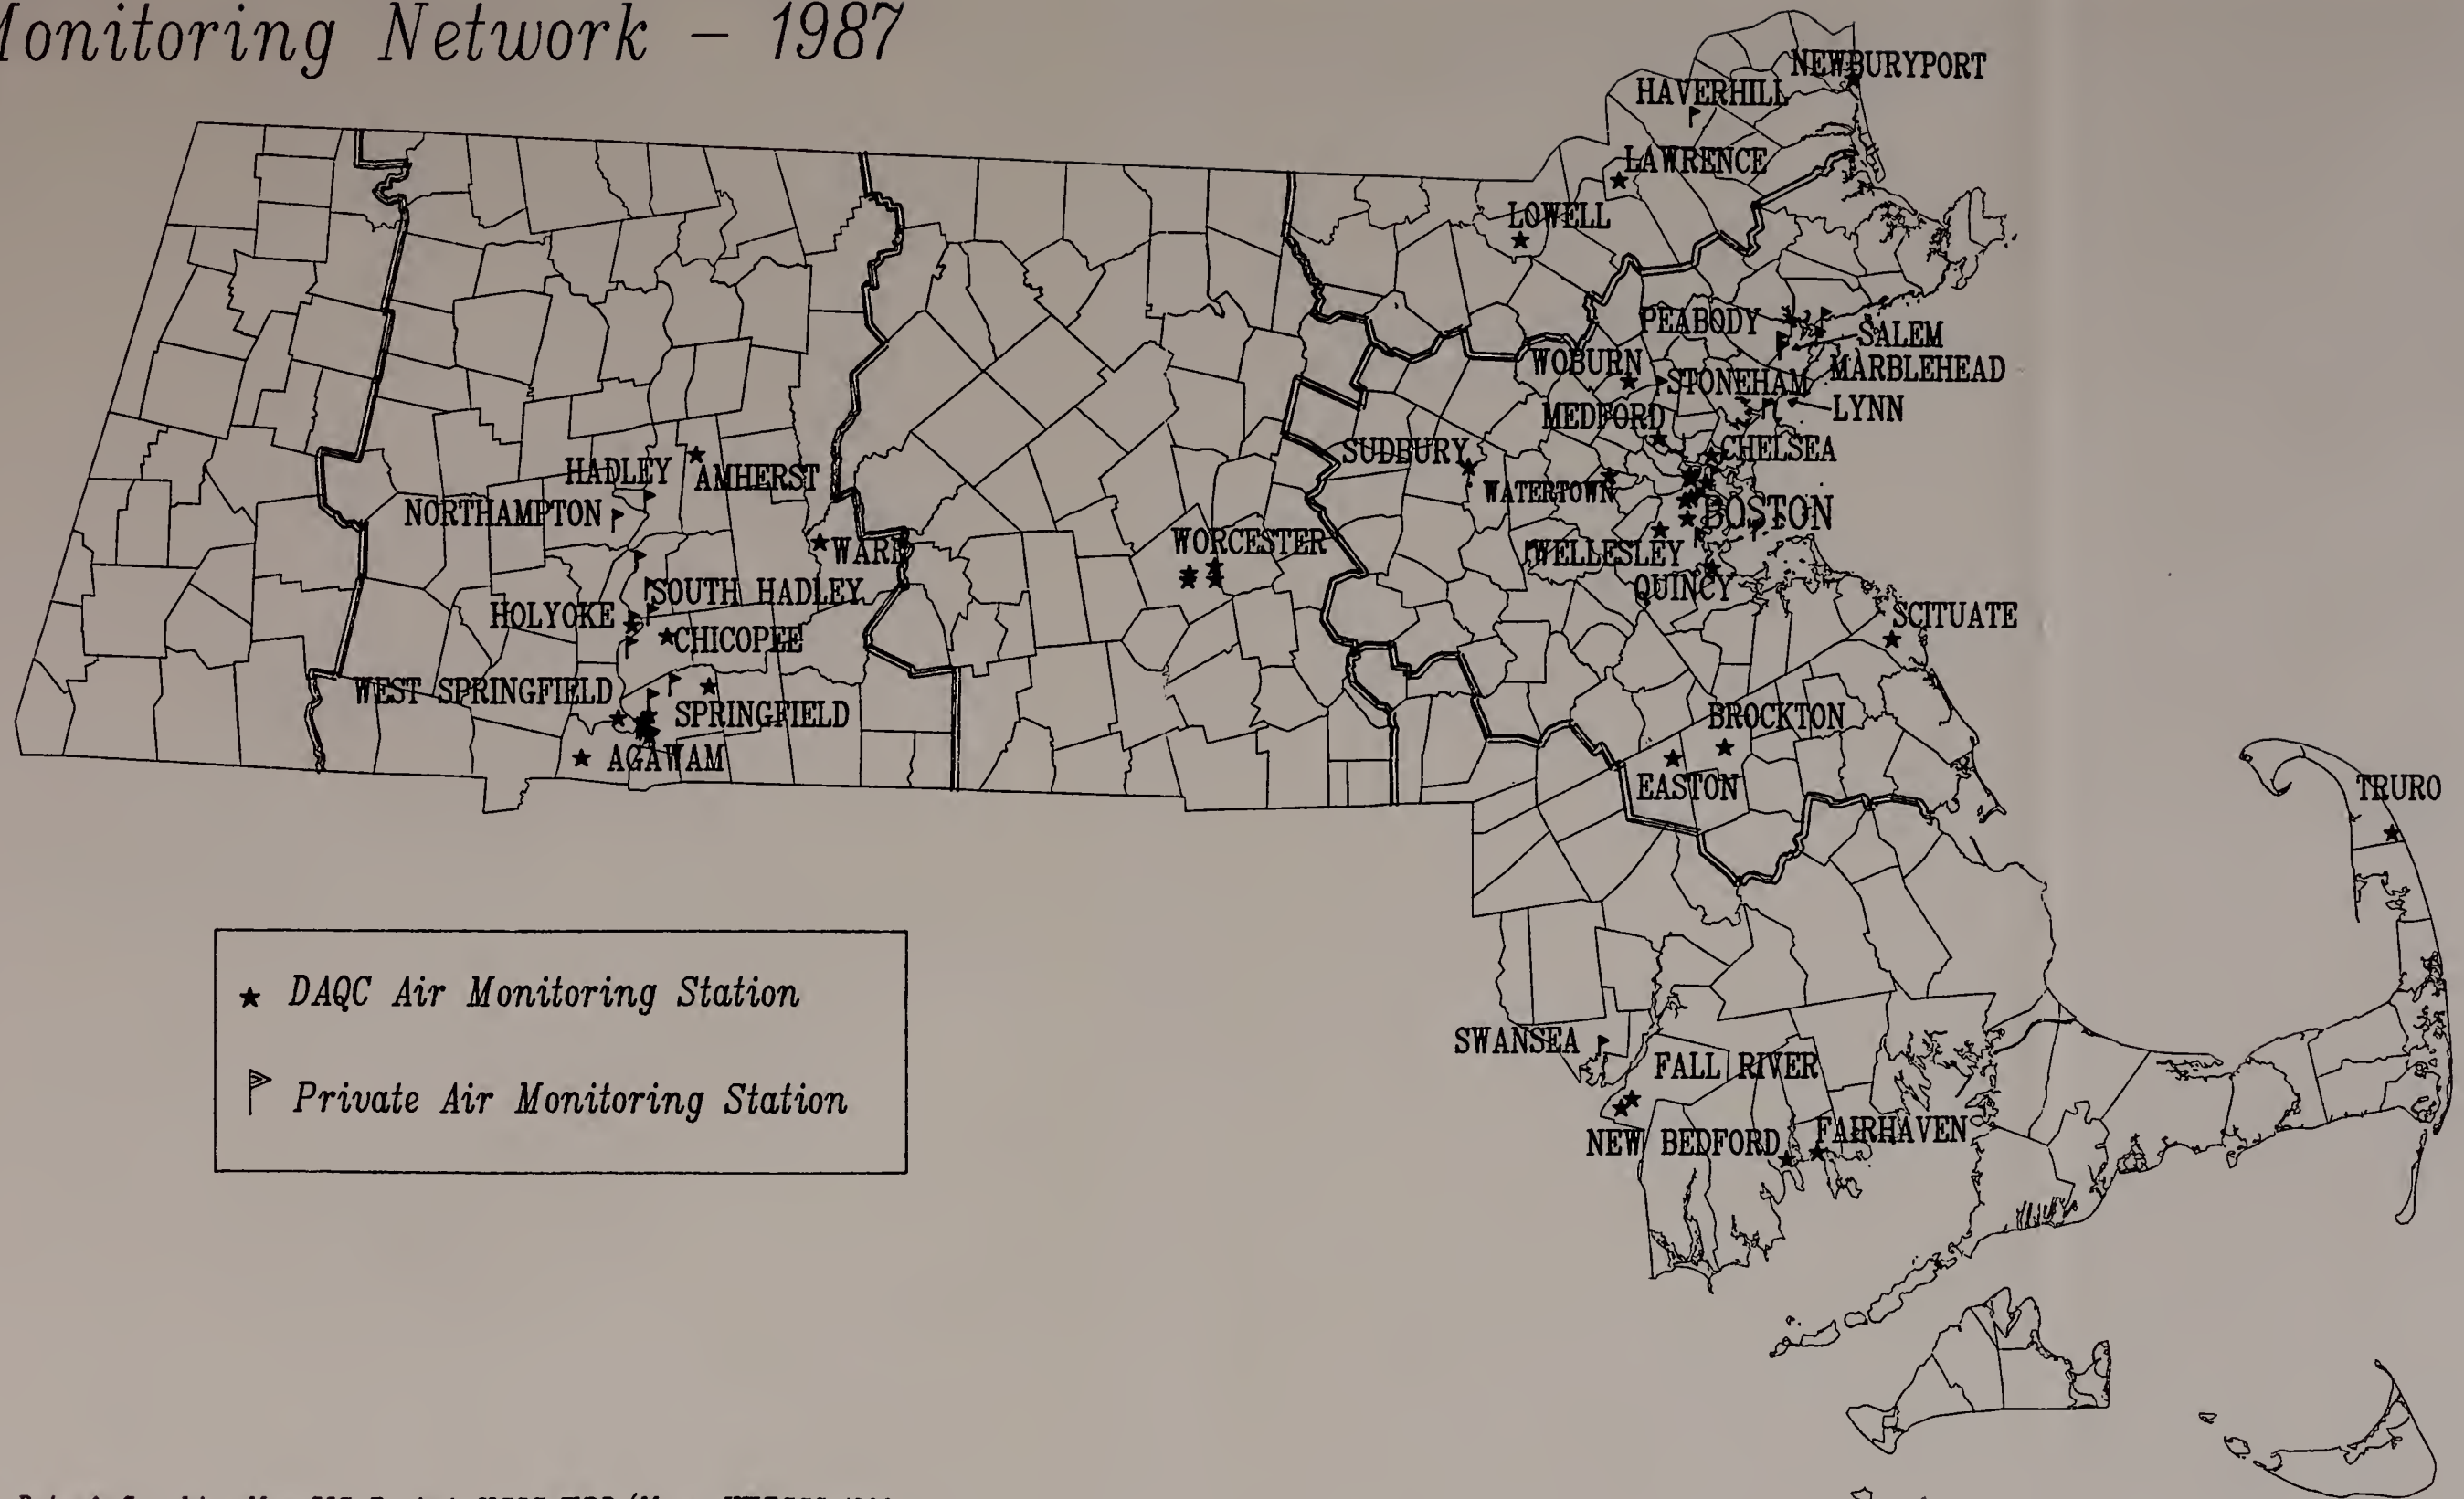 Monitoring Network - 1987
NEWBURYPORT
HAVERHILL
LAWRENCE
LOWELL
PEABODY
SALEM
WOBURN
MARBLEHEAD
STONEHAM
LYNN
MEDFORD
CHELSEA
SUDBURY
HADLEY
AMHERST
WATERTOWN
NORTHAMPTON
BOSTON
WORCESTER
WARE
WELLESLEY
SOUTH HADLEY
QUINCY
HOLYOKE
SCITUATE
CHICOPEE
WEST SPRINGFIELD
SPRINGFIELD
BROCKTON
AGAWAM
EASTON
TRURO
DAQC Air Monitoring Station
SWANSEA
FALL RIVER
Private Air Monitoring Station
FAIRHAVEN
NEW BEDFORD